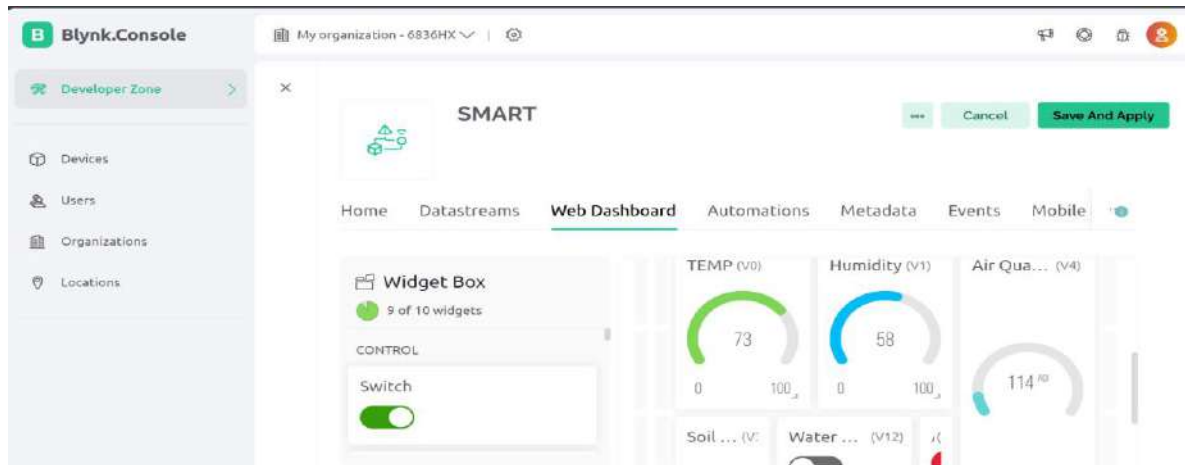 B Blynk.Console
My organization - 6836HX
Developer Zone
SMART
... Cancel Save And Apply
Devices
Users
Organizations
Locations
Home Datastreams Web Dashboard Automations Metadata Events Mobile
Widget Box
9 of 10 widgets
CONTROL
Switch
TEMP (V0) Humidity (V1) Air Qua... (V4)
73 58 114
0 100 0 100
Soil ... (V Water ... (V12)